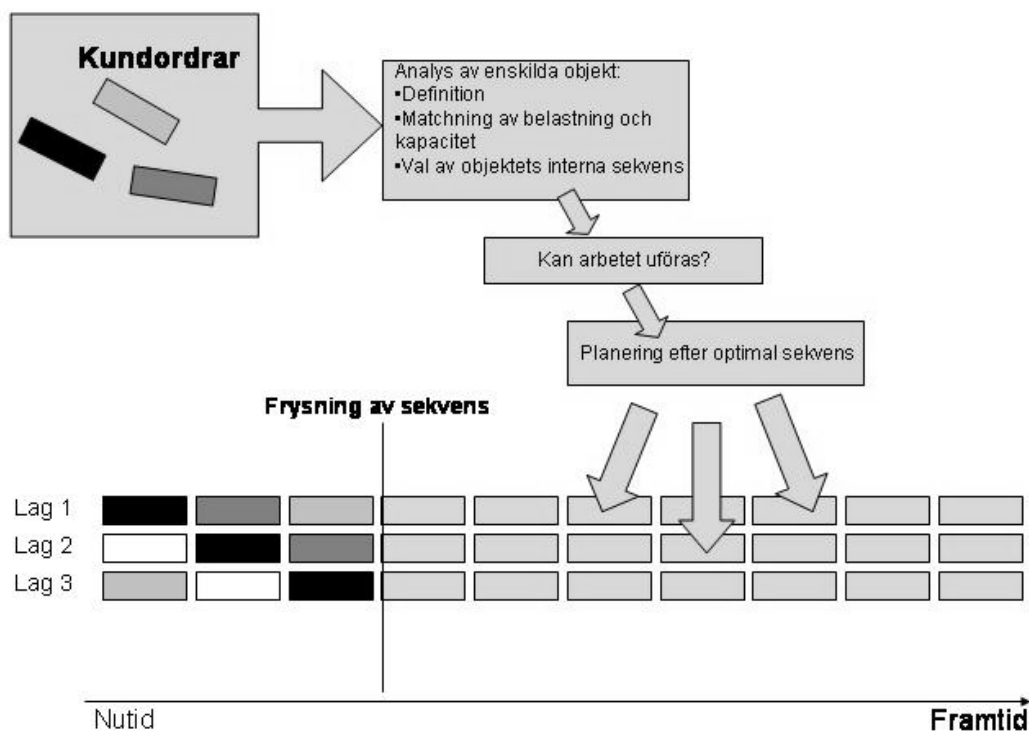 Kundordrar
Analys av enskilda objekt:
▪Definition
▪Matchning av belastning och
kapacitet
▪Val av objektets interna sekvens
Kan arbetet uföras?
Planering efter optimal sekvens
Frysning av sekvens
Lag 1
Lag 2
Lag 3
Nutid
Framtid